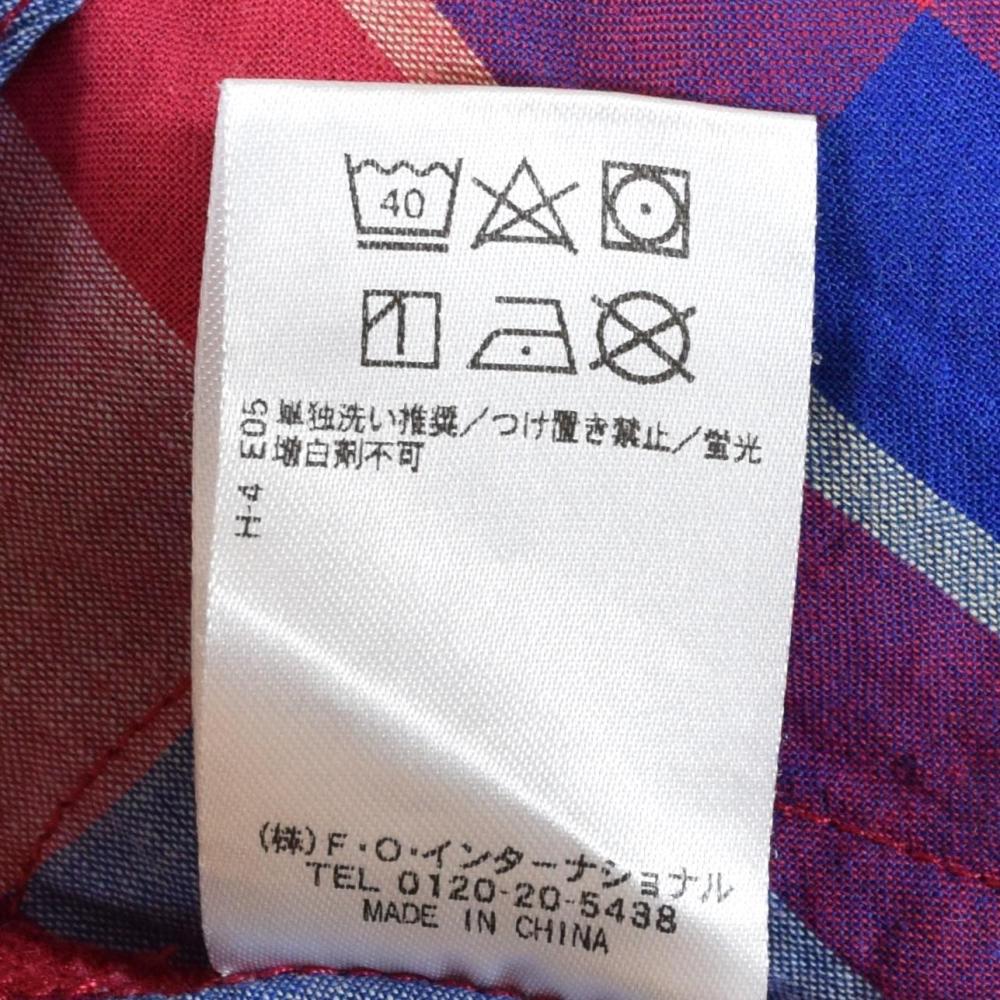 40
単独洗い推奨／つけ置き禁止／蛍光
増白剤不可
H-4 E05
(株)F・O・インターナショナル
TEL 0120-20-5438
MADE IN CHINA